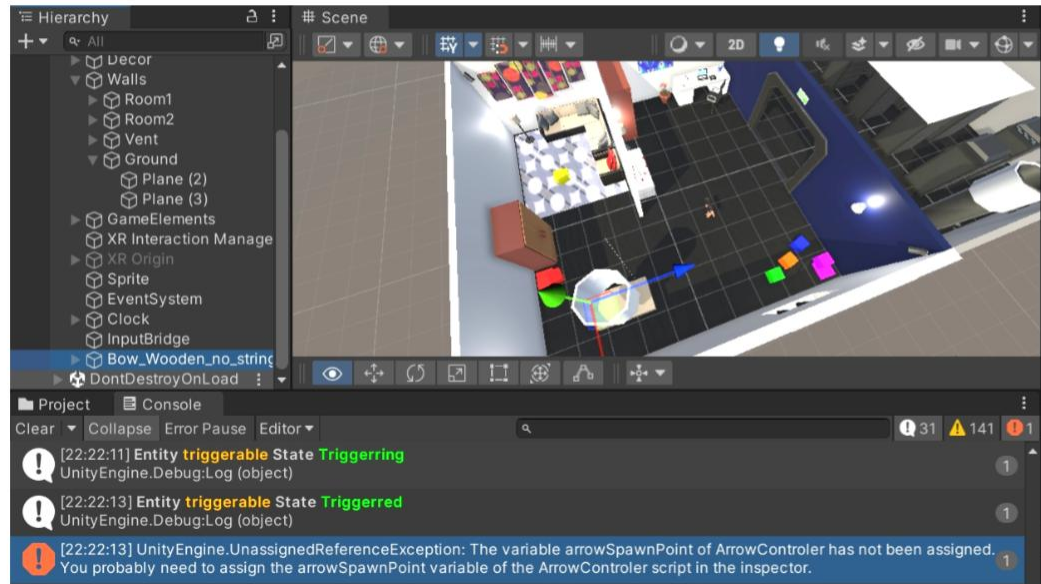 Hierarchy
All
Decor
Walls
Room1
Room2
Vent
Ground
Plane (2)
Plane (3)
GameElements
XR Interaction Manage
XR Origin
Sprite
EventSystem
Clock
InputBridge
Bow_Wooden_no_string
DontDestroyOnLoad
Scene
2D
Project
Console
Clear
Collapse
Error Pause
Editor
31
141
1
[22:22:11] Entity triggerable State Triggerring
UnityEngine.Debug:Log (object)
1
[22:22:13] Entity triggerable State Triggerred
UnityEngine.Debug:Log (object)
1
[22:22:13] UnityEngine.UnassignedReferenceException: The variable arrowSpawnPoint of ArrowControler has not been assigned.
You probably need to assign the arrowSpawnPoint variable of the ArrowControler script in the inspector.
1